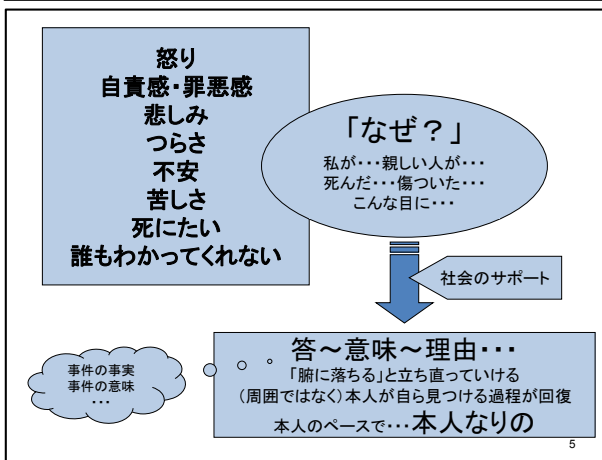 怒り
自責感・罪悪感
悲しみ
つらさ
不安
苦しさ
死にたい
誰もわかってくれない
「なぜ？」
私が・・・親しい人が・・・
死んだ・・・傷ついた・・・
こんな目に・・・
社会のサポート
答～意味～理由・・・
「腑に落ちる」と立ち直っていける
（周囲ではなく）本人が自ら見つける過程が回復
本人のペースで・・・本人なりの
事件の事実
事件の意味
・・・
5